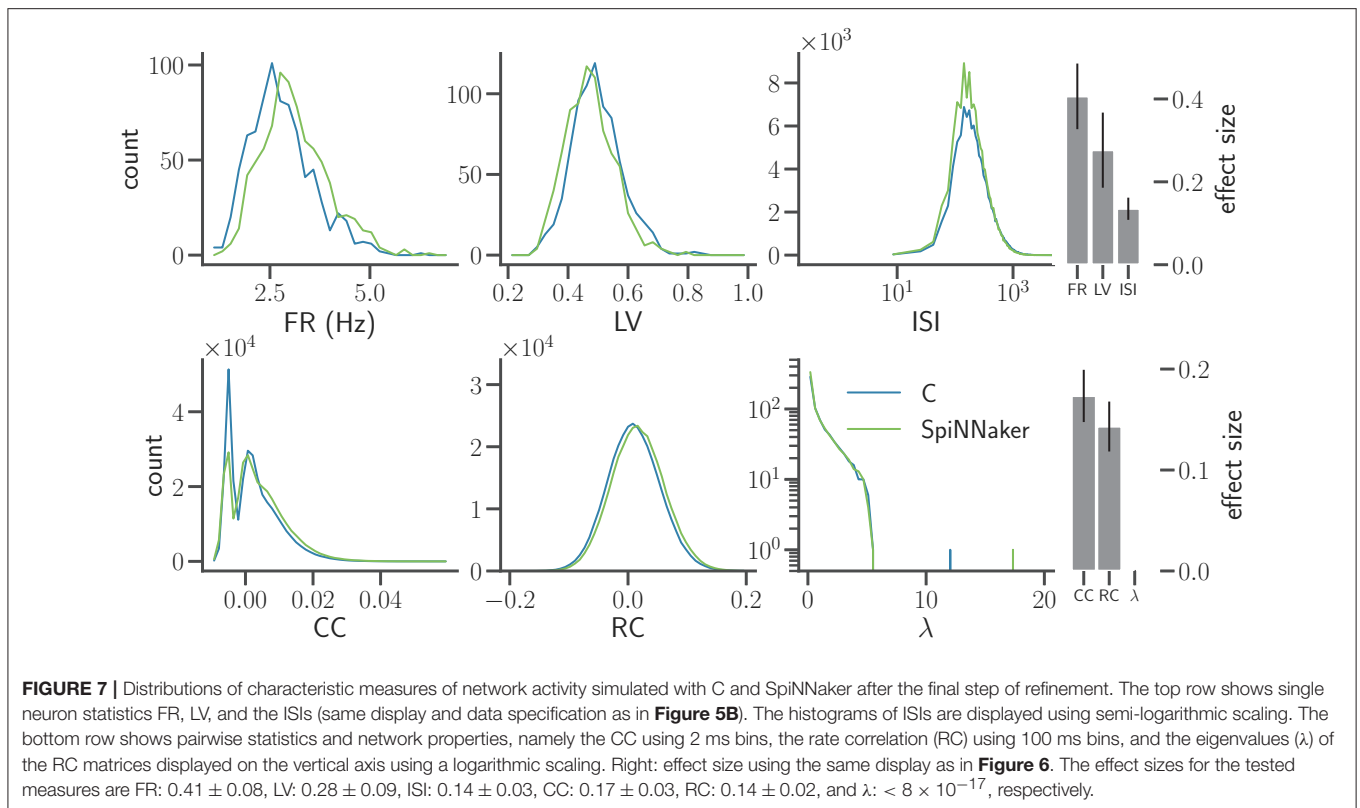 ×10³
100
50
0
count
2.5
5.0
FR (Hz)
100
50
0
0.2
0.4
0.6
0.8
1.0
LV
8
6
4
2
0
10¹
10³
ISI
0.4
0.2
0.0
effect size
FR
LV
ISI
×10⁴
4
2
0
count
0.00
0.02
0.04
CC
×10⁴
3
2
1
0
−0.2
0.0
0.2
RC
10²
10¹
10⁰
C
SpiNNaker
0
10
20
λ
0.2
0.1
0.0
effect size
CC
RC
λ
FIGURE 7 | Distributions of characteristic measures of network activity simulated with C and SpiNNaker after the final step of refinement. The top row shows single
neuron statistics FR, LV, and the ISIs (same display and data specification as in Figure 5B). The histograms of ISIs are displayed using semi-logarithmic scaling. The
bottom row shows pairwise statistics and network properties, namely the CC using 2 ms bins, the rate correlation (RC) using 100 ms bins, and the eigenvalues (λ) of
the RC matrices displayed on the vertical axis using a logarithmic scaling. Right: effect size using the same display as in Figure 6. The effect sizes for the tested
measures are FR: 0.41 ± 0.08, LV: 0.28 ± 0.09, ISI: 0.14 ± 0.03, CC: 0.17 ± 0.03, RC: 0.14 ± 0.02, and λ: < 8 × 10⁻¹⁷, respectively.